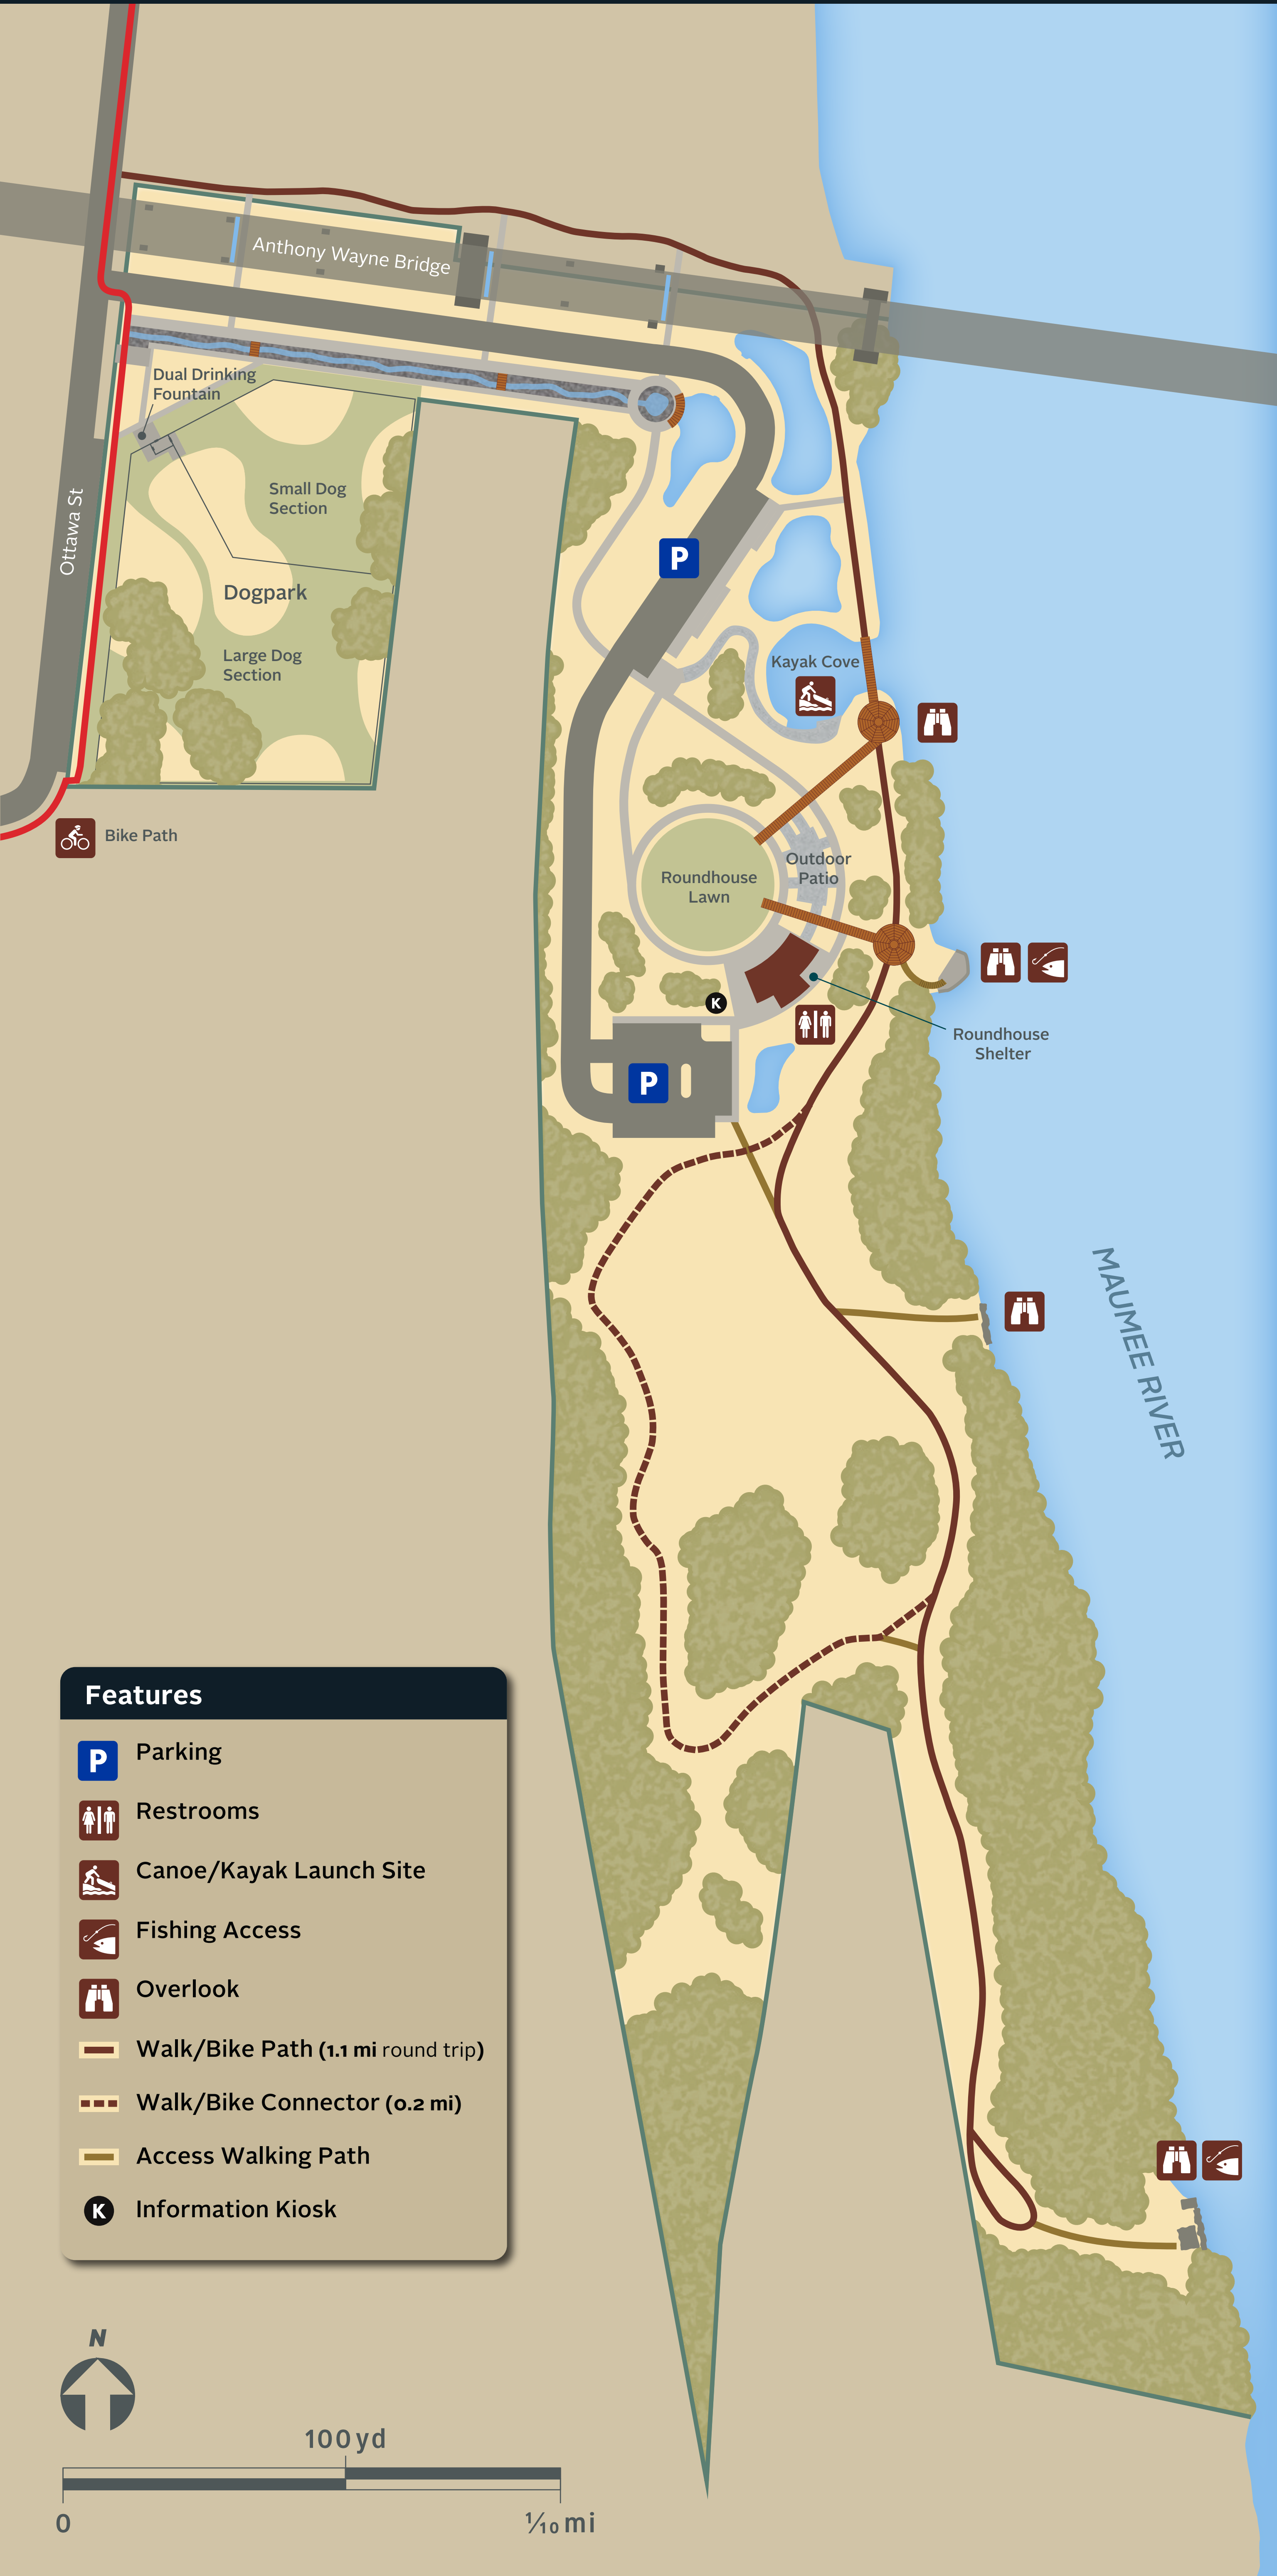 Anthony Wayne Bridge
Dual Drinking
Fountain
Small Dog
Section
Ottawa St
P
Dogpark
Large Dog
Section
Kayak Cove
Bike Path
Outdoor
Patio
Roundhouse
Lawn
K
Roundhouse
Shelter
P
MAUMEE RIVER
Features
P Parking
Restrooms
Canoe/Kayak Launch Site
Fishing Access
Overlook
Walk/Bike Path (1.1 mi round trip)
Walk/Bike Connector (0.2 mi)
Access Walking Path
K Information Kiosk
N
100 yd
0 1/10 mi